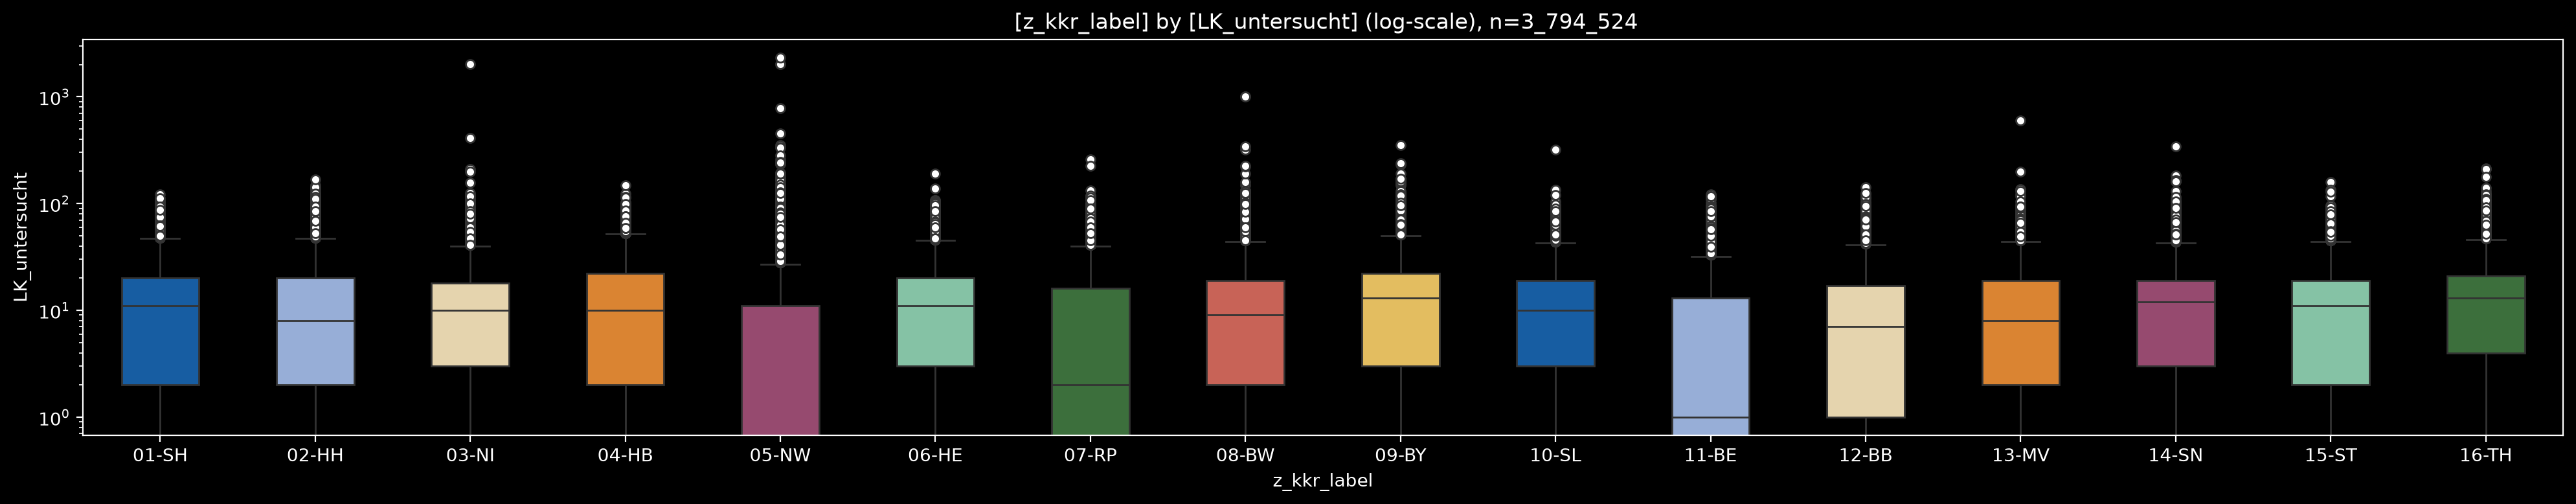 [z_kkr_label] by [LK_untersucht] (log-scale), n=3_794_524
LK_untersucht
10³
10²
10¹
10⁰
01-SH 02-HH 03-NI 04-HB 05-NW 06-HE 07-RP 08-BW 09-BY 10-SL 11-BE 12-BB 13-MV 14-SN 15-ST 16-TH
z_kkr_label